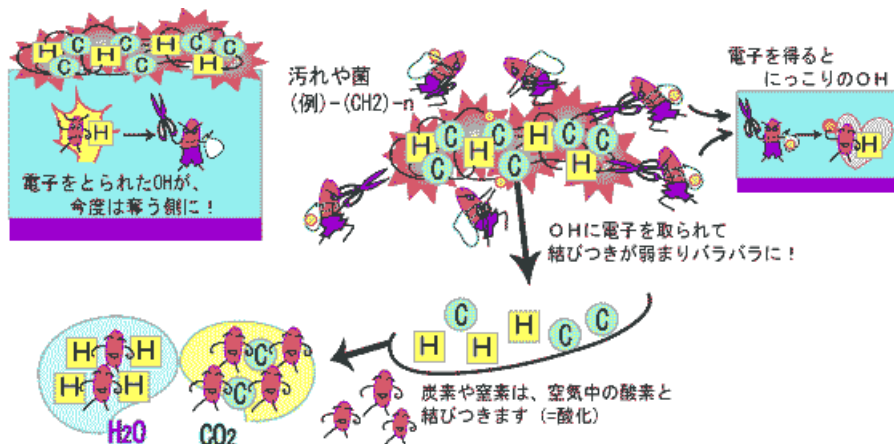 H C C H C H C C
C C H
H
電子をとられたOHが、
今度は奪う側に！
汚れや菌
(例)-(CH2)-n
H C C C H C C
C H C H
電子を得ると
にっこりのOH
H
OHに電子を取られて
結びつきが弱まりバラバラに！
C H H H C C
炭素や窒素は、空気中の酸素と
結びつきます (=酸化)
H H
H H
C
C
H2O
CO2